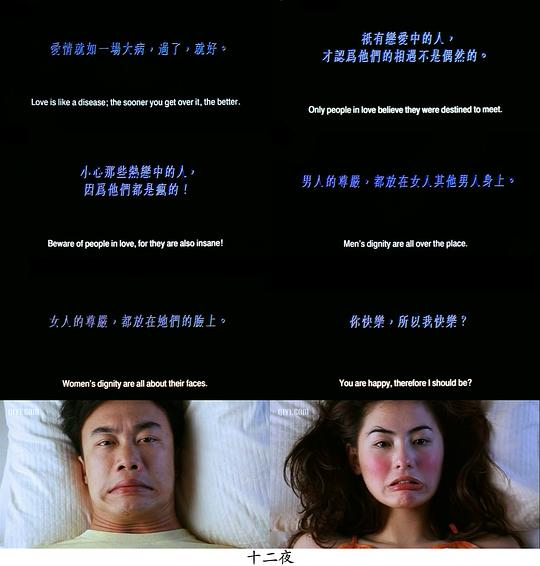 愛情就如一場大病，過了，就好。
Love is like a disease; the sooner you get over it, the better.
祇有戀愛中的人，
才認爲他們的相遇不是偶然的。
Only people in love believe they were destined to meet.
小心那些熱戀中的人，
因爲他們都是瘋的！
Beware of people in love, for they are also insane!
男人的尊嚴，都放在女人其他男人身上。
Men's dignity are all over the place.
女人的尊嚴，都放在她們的臉上。
Women's dignity are all about their faces.
你快樂，所以我快樂？
You are happy, therefore I should be?
十二夜